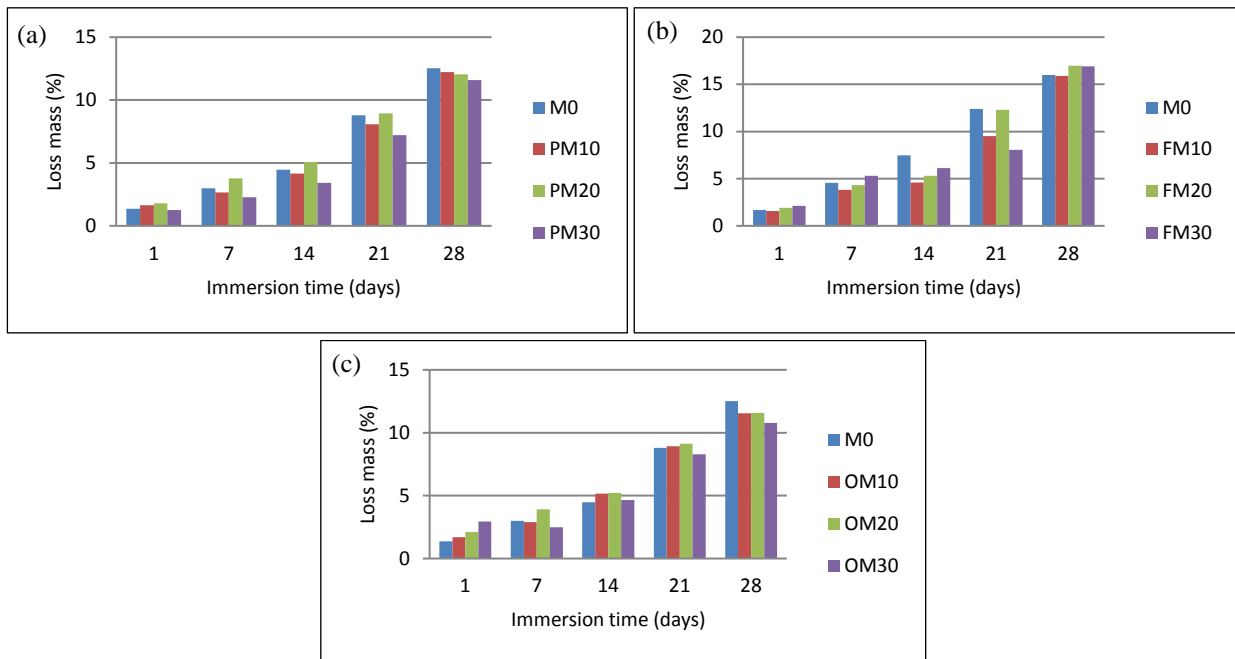 (a)
15
10
5
0
Loss mass (%)
1 7 14 21 28
Immersion time (days)
M0
PM10
PM20
PM30
(b)
20
15
10
5
0
Loss mass (%)
1 7 14 21 28
Immersion time (days)
M0
FM10
FM20
FM30
(c)
15
10
5
0
Loss mass (%)
1 7 14 21 28
Immersion time (days)
M0
OM10
OM20
OM30